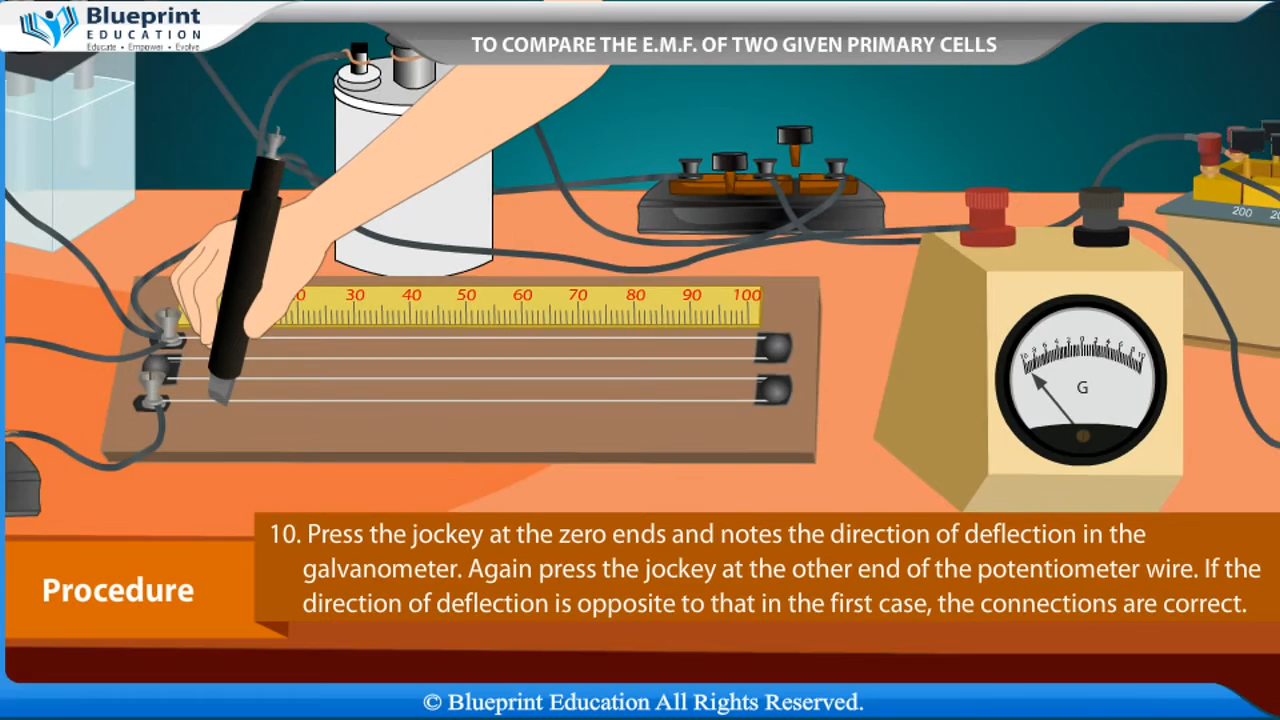 Blueprint
EDUCATION
Educate • Empower • Evolve
TO COMPARE THE E.M.F. OF TWO GIVEN PRIMARY CELLS
200
30 40 50 60 70 80 90 100
G
10. Press the jockey at the zero ends and notes the direction of deflection in the
galvanometer. Again press the jockey at the other end of the potentiometer wire. If the
direction of deflection is opposite to that in the first case, the connections are correct.
Procedure
© Blueprint Education All Rights Reserved.